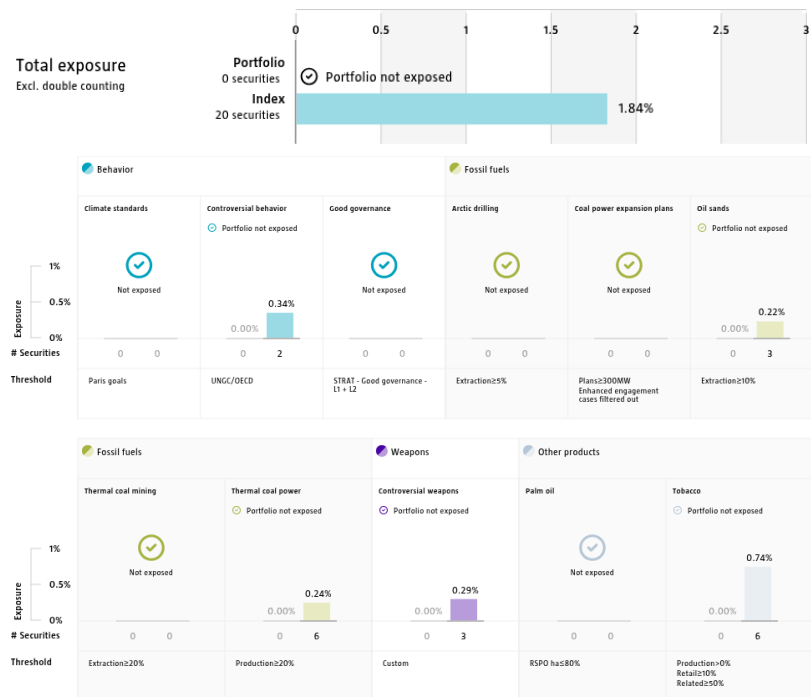 0 0.5 1 1.5 2 2.5 3
Total exposure
Excl. double counting
Portfolio
0 securities
Portfolio not exposed
Index
20 securities
1.84%
Behavior
Fossil fuels
Climate standards
Controversial behavior
Good governance
Arctic drilling
Coal power expansion plans
Oil sands
Portfolio not exposed
Portfolio not exposed
Exposure
1%
0.5%
0%
Not exposed
0.00%
0.34%
Not exposed
Not exposed
Not exposed
0.00%
0.22%
# Securities
0 0
0 2
0 0
0 0
0 0
0 3
Threshold
Paris goals
UNGC/OECD
STRAT - Good governance -
L1 + L2
Extraction≥5%
Plans≥300MW
Enhanced engagement
cases filtered out
Extraction≥10%
Fossil fuels
Weapons
Other products
Thermal coal mining
Thermal coal power
Controversial weapons
Palm oil
Tobacco
Portfolio not exposed
Portfolio not exposed
Portfolio not exposed
Exposure
1%
0.5%
0%
Not exposed
0.00%
0.24%
0.00%
0.29%
Not exposed
0.00%
0.74%
# Securities
0 0
0 6
0 3
0 0
0 6
Threshold
Extraction≥20%
Production≥20%
Custom
RSPO ha≤80%
Production>0%
Retail≥10%
Related≥50%